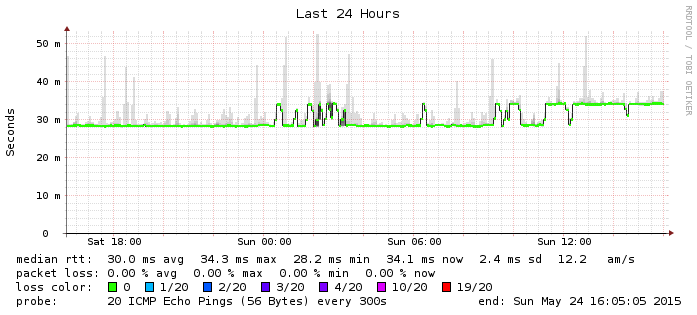 Last 24 Hours
RRDTOOL / TOBI OETIKER
Seconds
50 m
40 m
30 m
20 m
10 m
0
Sat 18:00 Sun 00:00 Sun 06:00 Sun 12:00
median rtt: 30.0 ms avg 34.3 ms max 28.2 ms min 34.1 ms now 2.4 ms sd 12.2 am/s
packet loss: 0.00 % avg 0.00 % max 0.00 % min 0.00 % now
loss color: 0 1/20 2/20 3/20 4/20 10/20 19/20
probe: 20 ICMP Echo Pings (56 Bytes) every 300s end: Sun May 24 16:05:05 2015